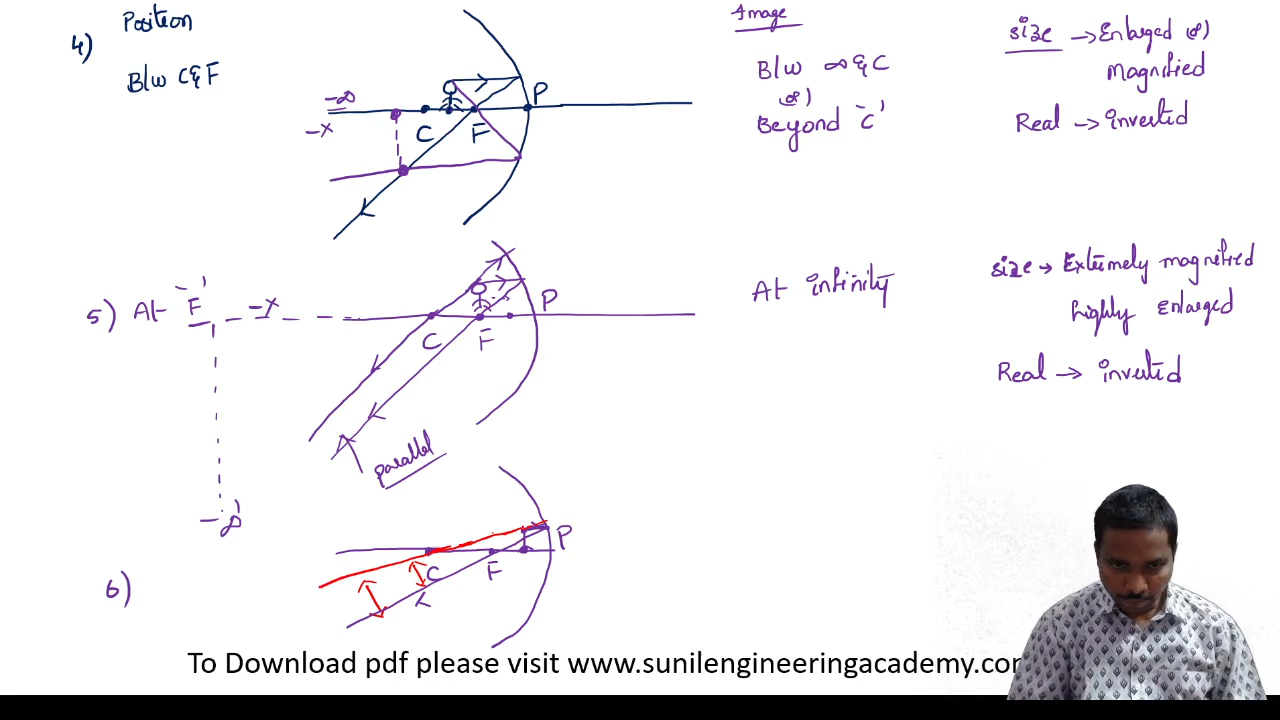 4)
Position
Image
size → Enlarged (or)
Magnified
B/w C & F
B/w ∞ & C
(or)
Beyond 'C'
Real → inverted
-∞
-x
C
F
P
5) At 'F'
-x
C
F
P
At infinity
size → Extremely magnified
highly enlarged
Real → inverted
parallel
-∞
6)
C
F
P
To Download pdf please visit www.sunilengineeringacademy.co